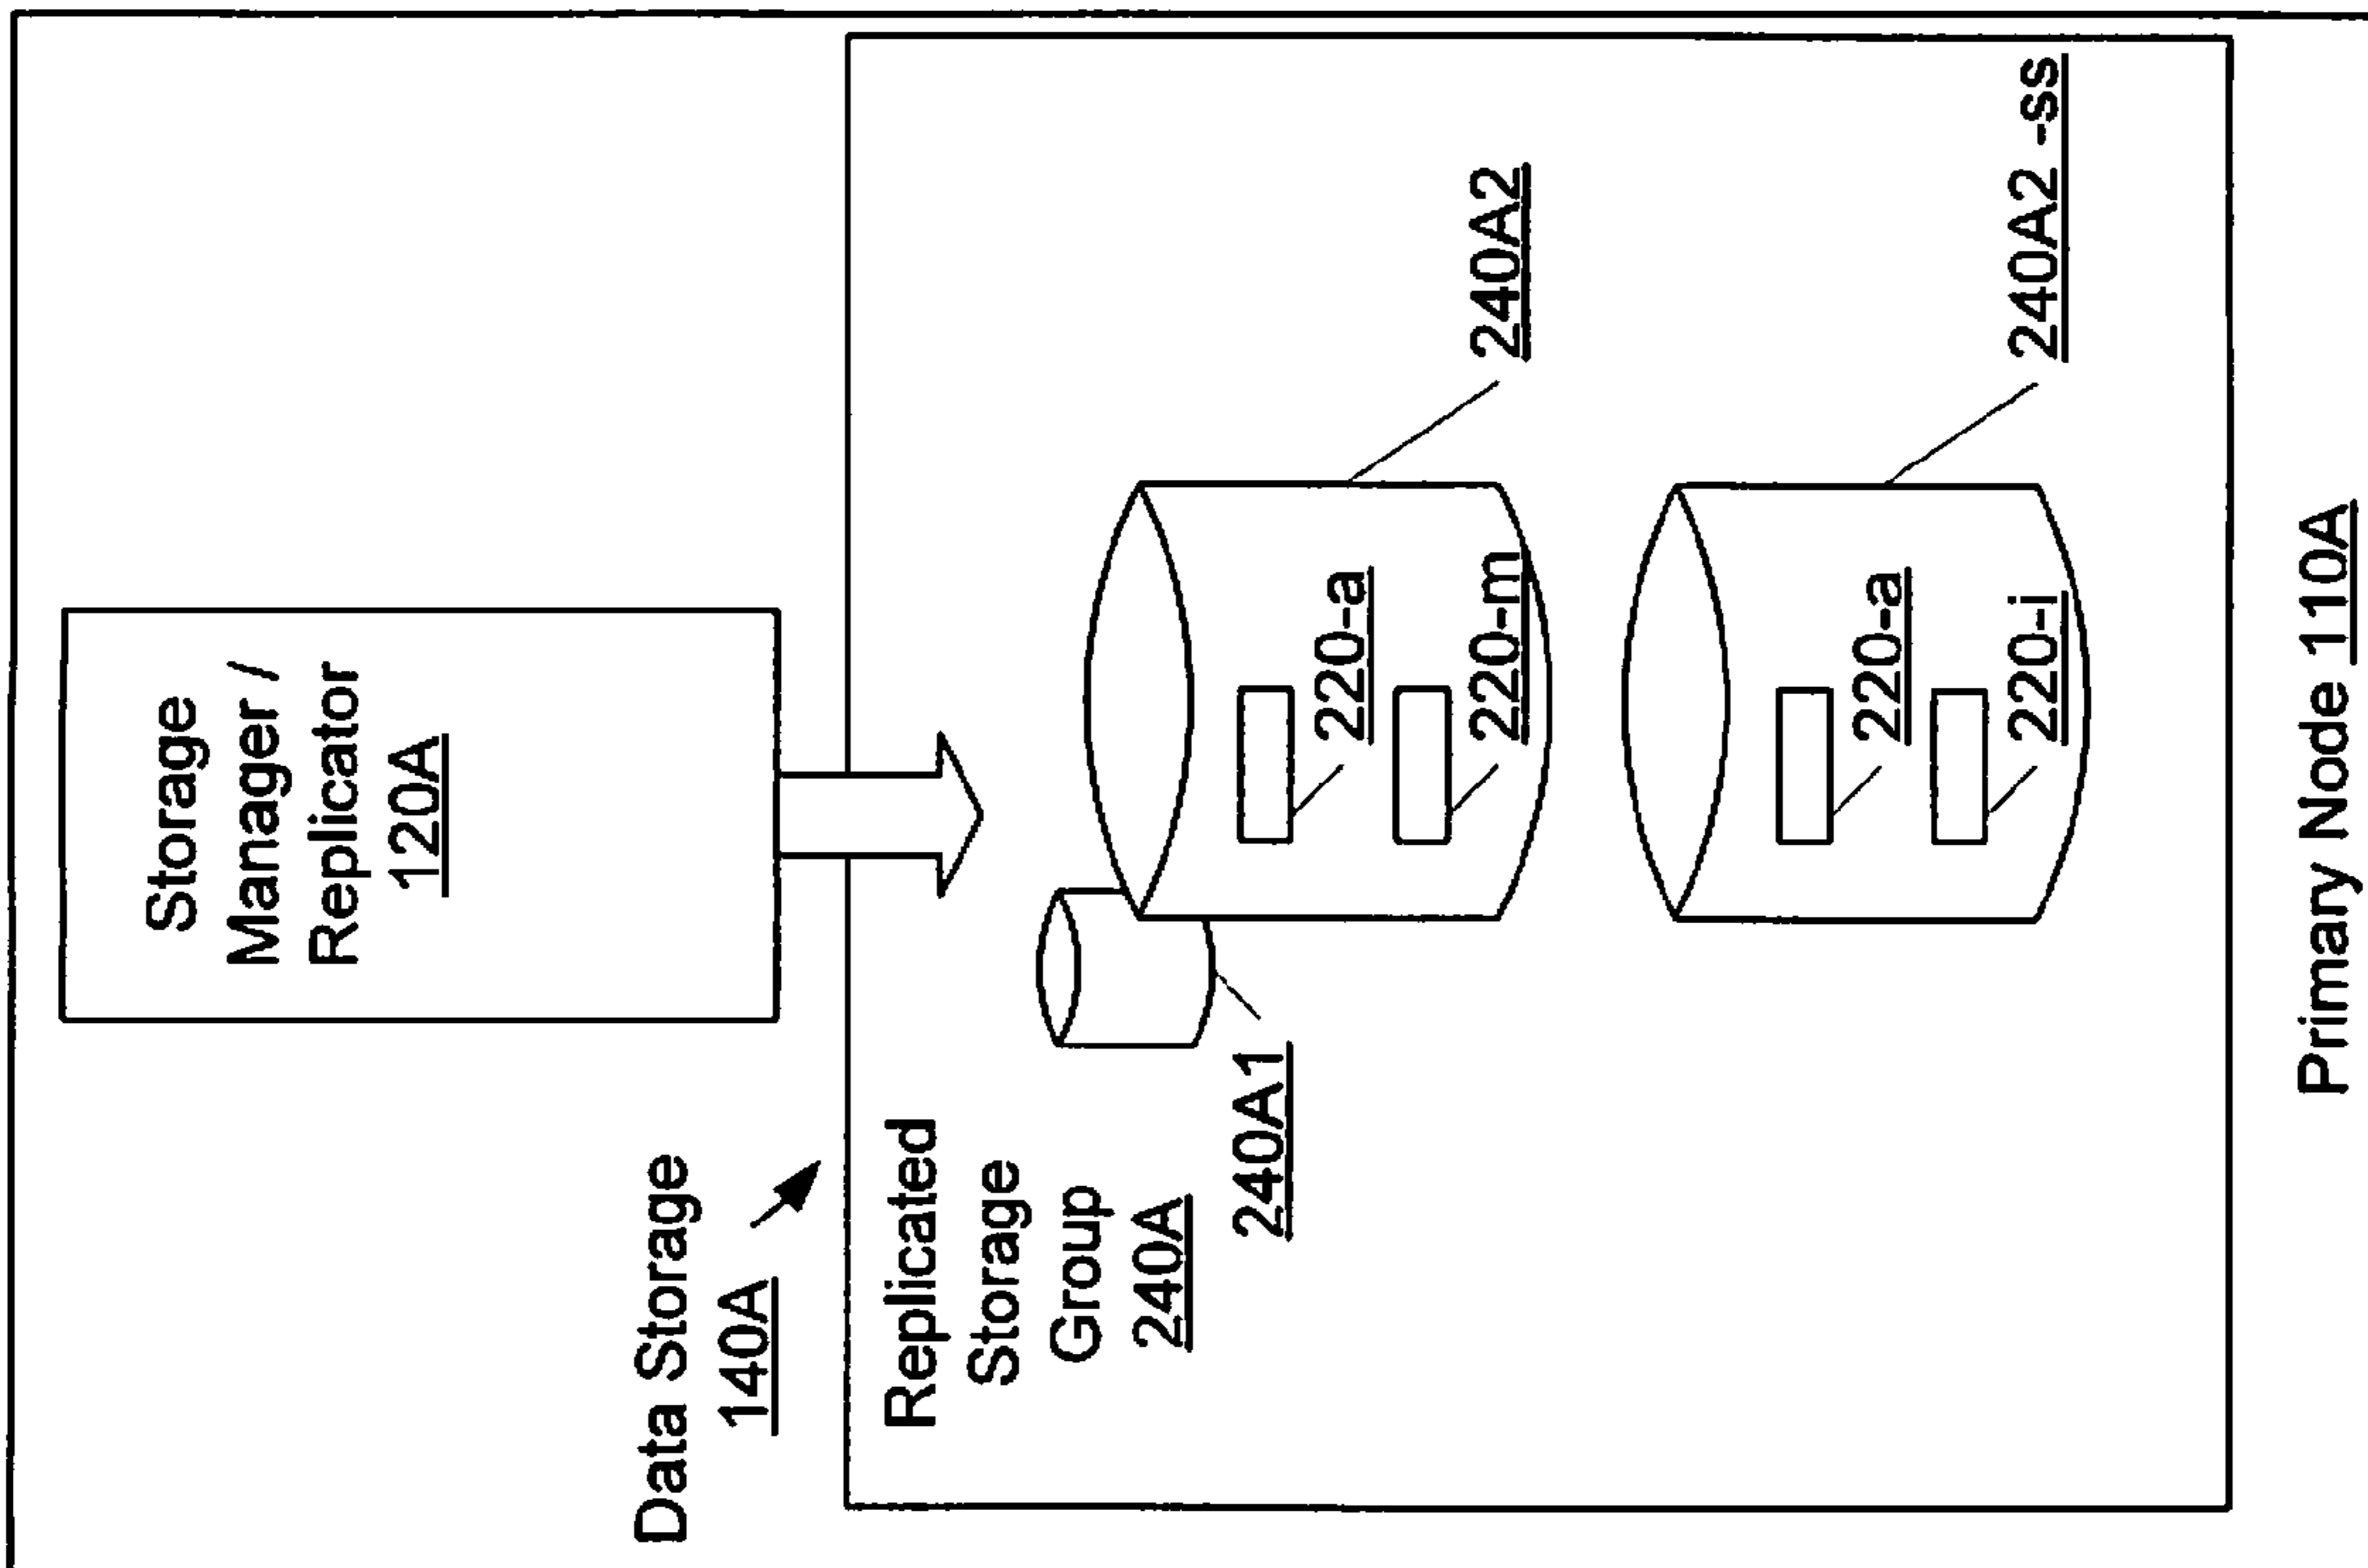 Storage
Manager /
Replicator
120A
Data Storage
140A
Replicated
Storage
Group
240A
240A1
240A2
220-a
220-m
240A2 -ss
220-a
220-i
Primary Node 110A